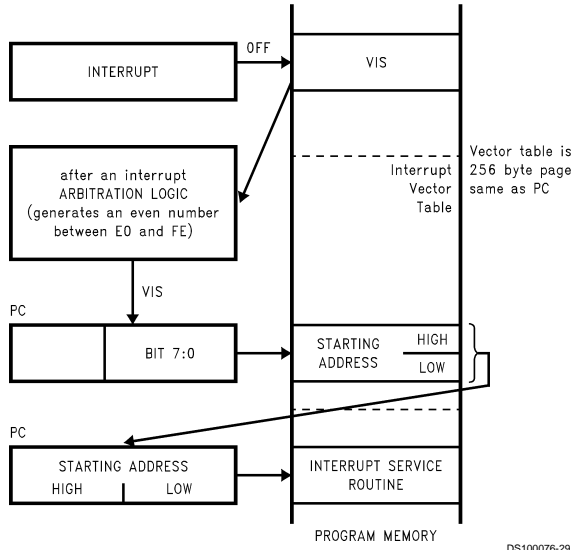 INTERRUPT
OFF
VIS
after an interrupt
ARBITRATION LOGIC
(generates an even number
between E0 and FE)
Interrupt
Vector
Table
Vector table is
256 byte page
same as PC
VIS
PC
BIT 7:0
STARTING
ADDRESS
HIGH
LOW
PC
STARTING ADDRESS
HIGH
LOW
INTERRUPT SERVICE
ROUTINE
PROGRAM MEMORY
DS100076-29